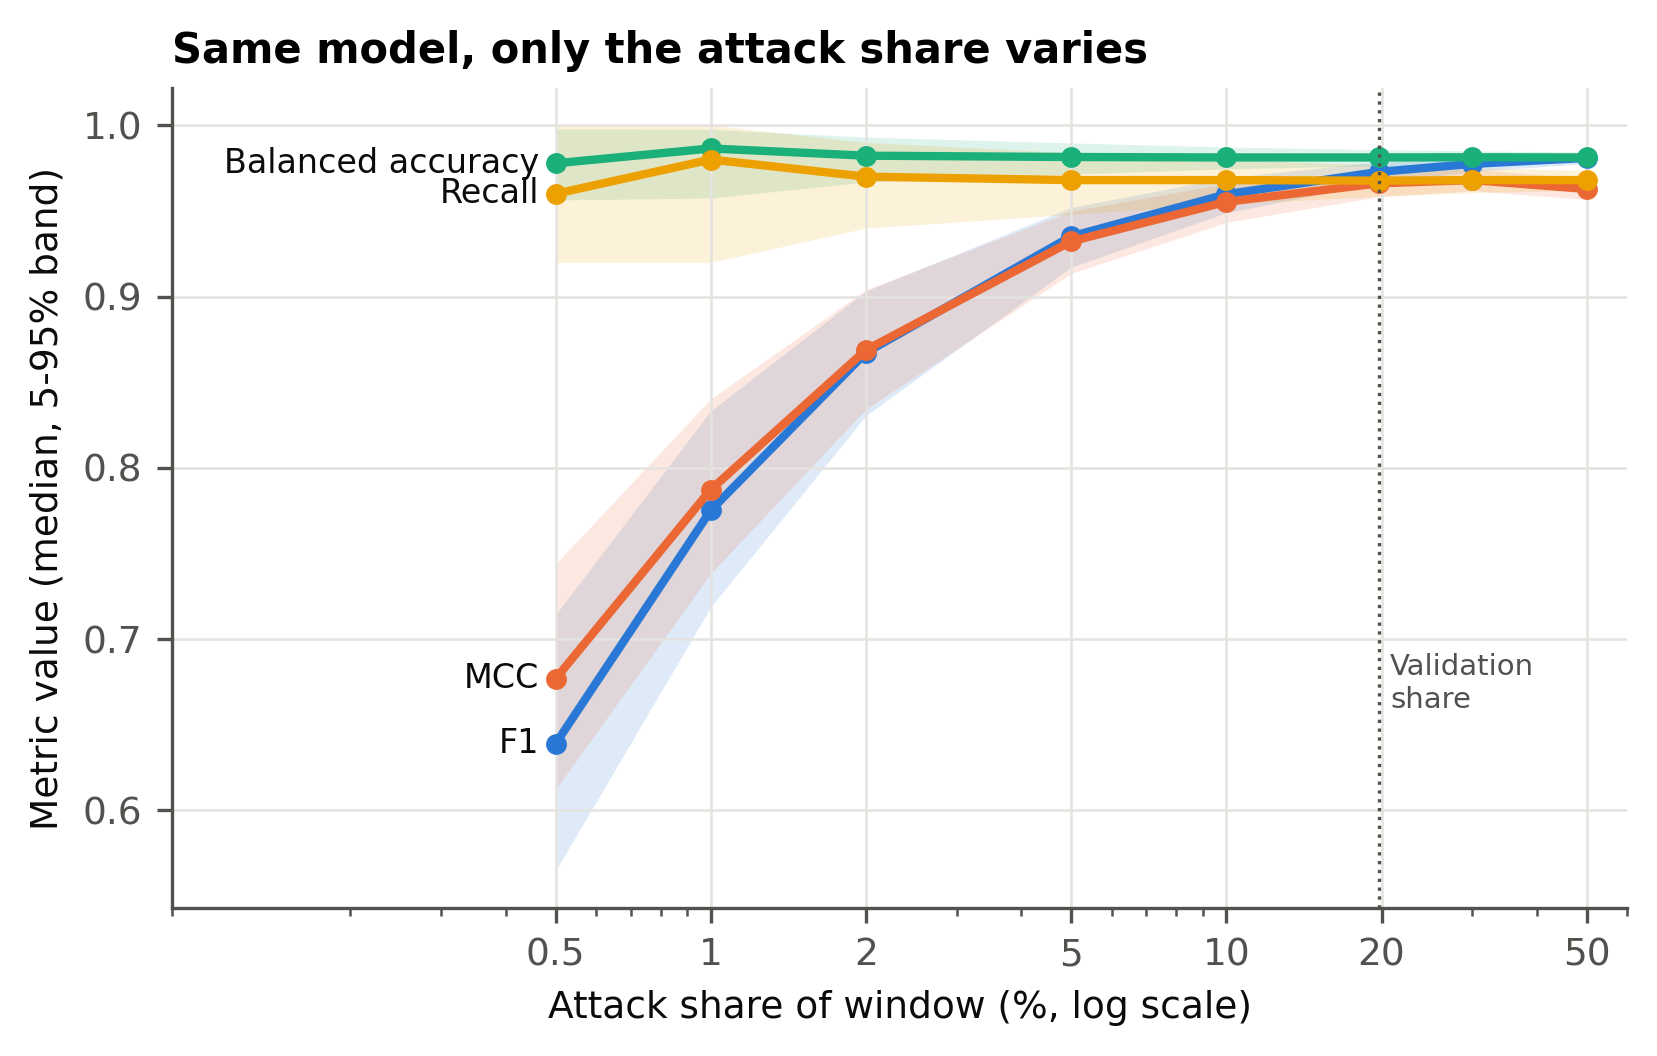 Same model, only the attack share varies
Metric value (median, 5-95% band)
1.0
0.9
0.8
0.7
0.6
Balanced accuracy
Recall
MCC
F1
Validation
share
0.5 1 2 5 10 20 50
Attack share of window (%, log scale)